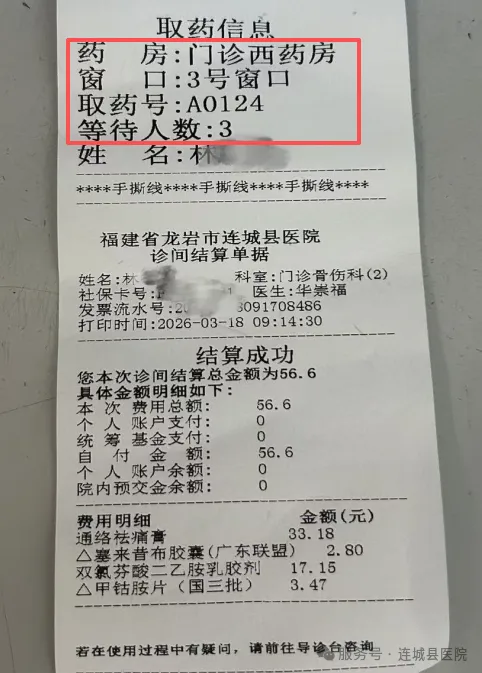 取药信息
药 房:门诊西药房
窗 口:3号窗口
取药号:A0124
等待人数:3
姓 名:林
****手撕线****手撕线****手撕线****
福建省龙岩市连城县医院
诊间结算单据
姓名:林 科室:门诊骨伤科(2)
社保卡号: 医生:华崇福
发票流水号:20 8091708486
打印时间:2026-03-18 09:14:30
结算成功
您本次诊间结算总金额为56.6
具体金额明细如下:
本 次 费用总额: 56.6
个 人 账户支付: 0
统 筹 基金支付: 0
自 付 金 额: 56.6
个 人 账户余额: 0
院内预交金余额: 0
费用明细 金额(元)
通络祛痛膏 33.18
△塞来昔布胶囊(广东联盟) 2.80
双氯芬酸二乙胺乳胶剂 17.15
△甲钴胺片(国三批) 3.47
若在使用过程中有疑问,请前往导诊台咨询
服务号·连城县医院